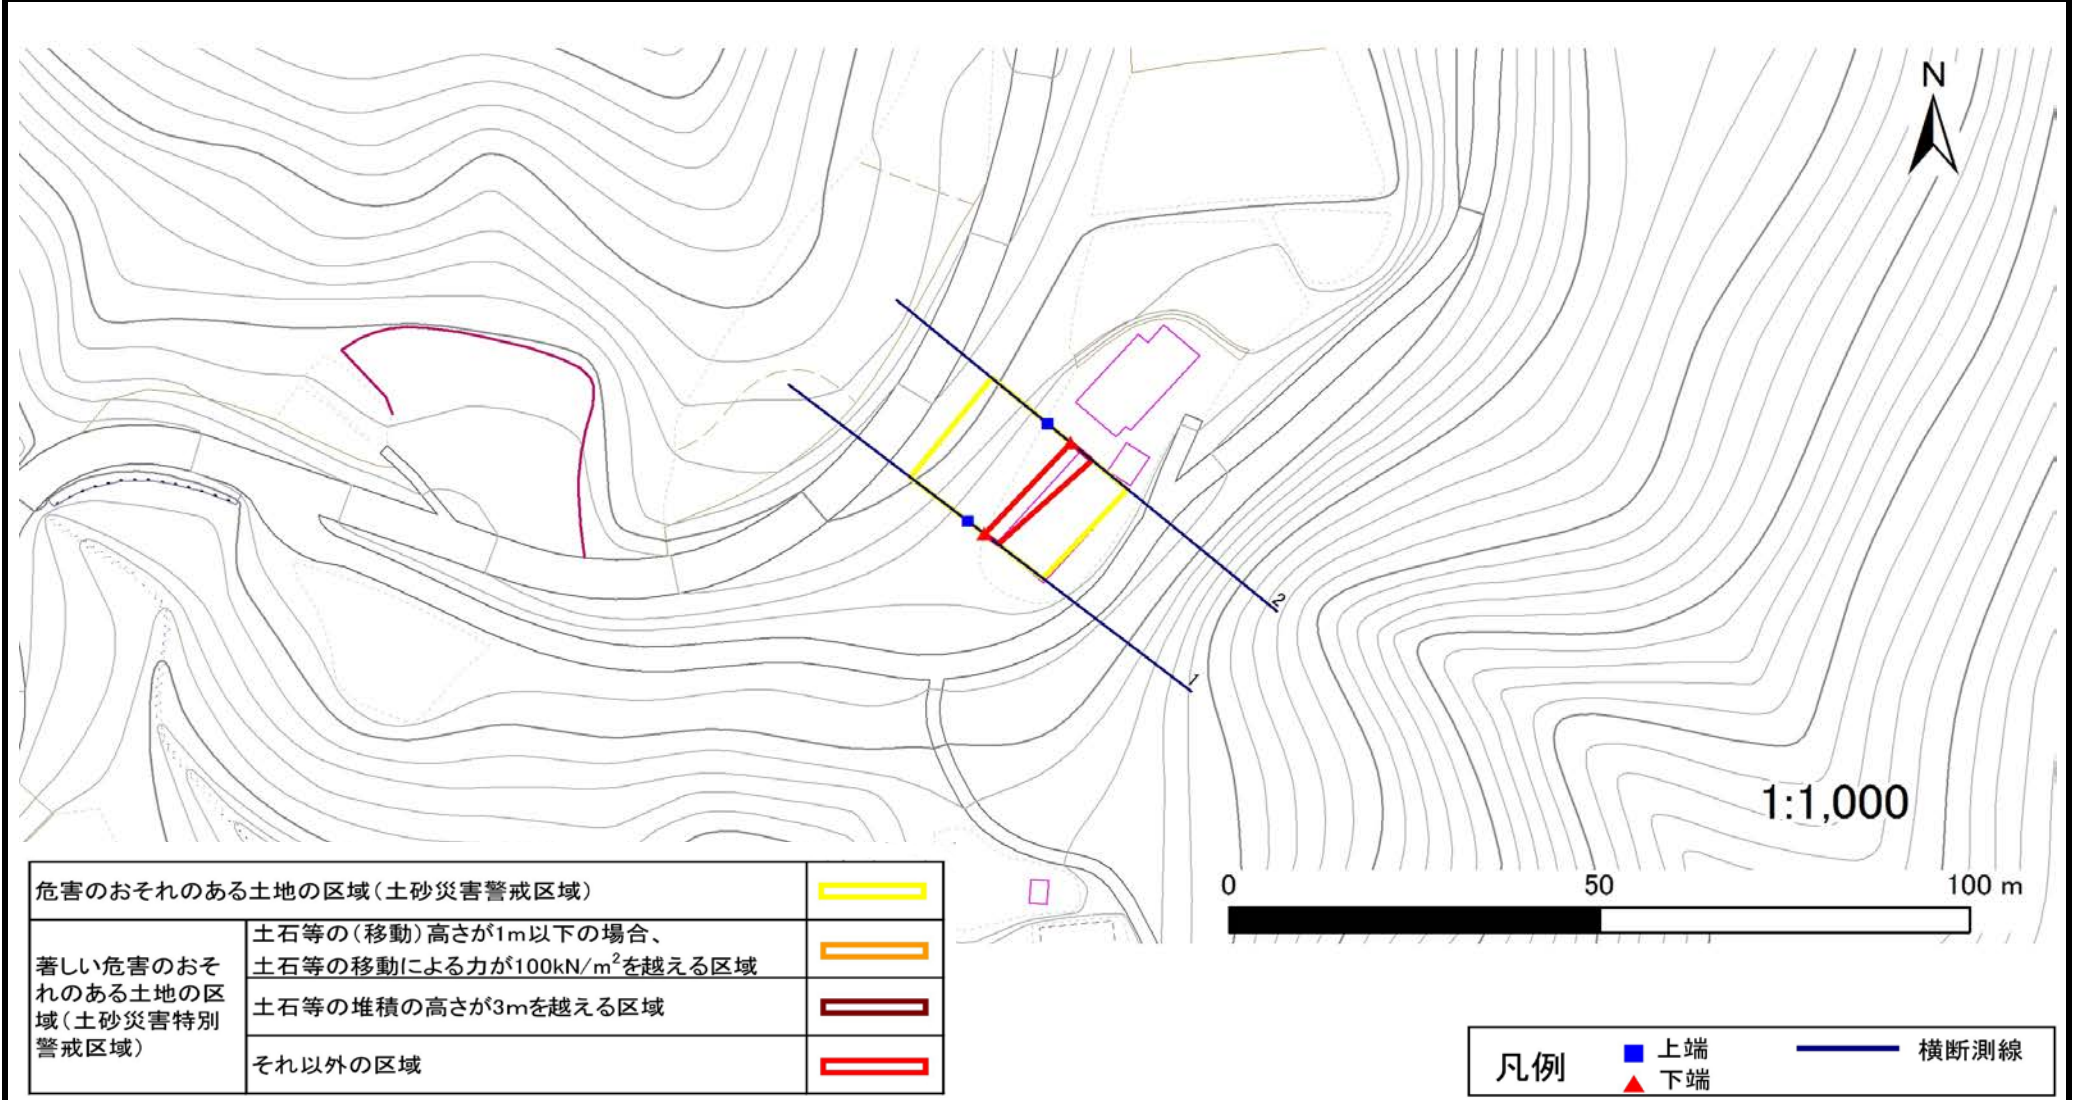 N
2
1
1:1,000
0 50 100 m
危害のおそれのある土地の区域(土砂災害警戒区域)
著しい危害のおそ
れのある土地の区
域(土砂災害特別
警戒区域)
土石等の(移動)高さが1m以下の場合、
土石等の移動による力が100kN/m²を越える区域
土石等の堆積の高さが3mを越える区域
それ以外の区域
凡例
上端
下端
横断測線